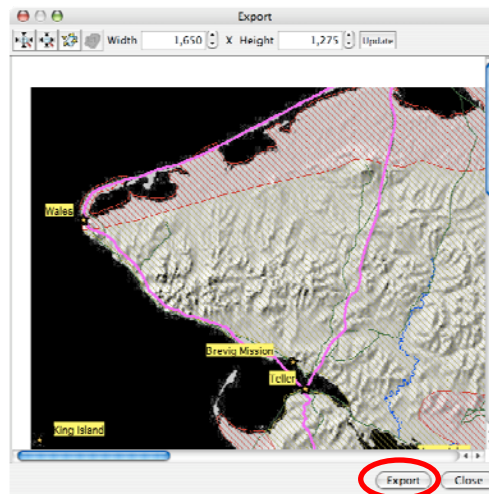 Export
Width 1,650 X Height 1,275 Update
Wales
Brevig Mission
Teller
King Island
Export Close